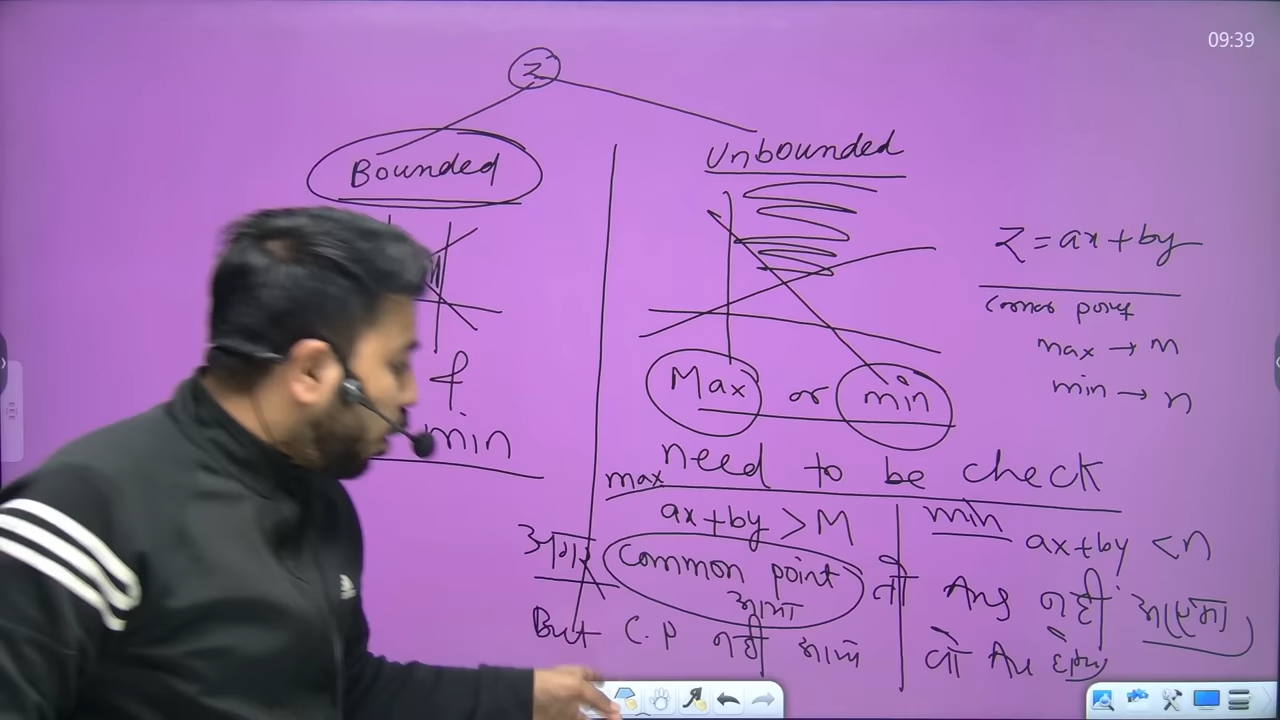 09:39
Z
Bounded
Unbounded
Z = ax+by
corner point
max → M
min → n
f
min
Max or min
need to be check
max
ax+by > M
min
ax+by < n
अगर Common point आया तो Ans नहीं आएगा
But C.P नही आये तो An होगा